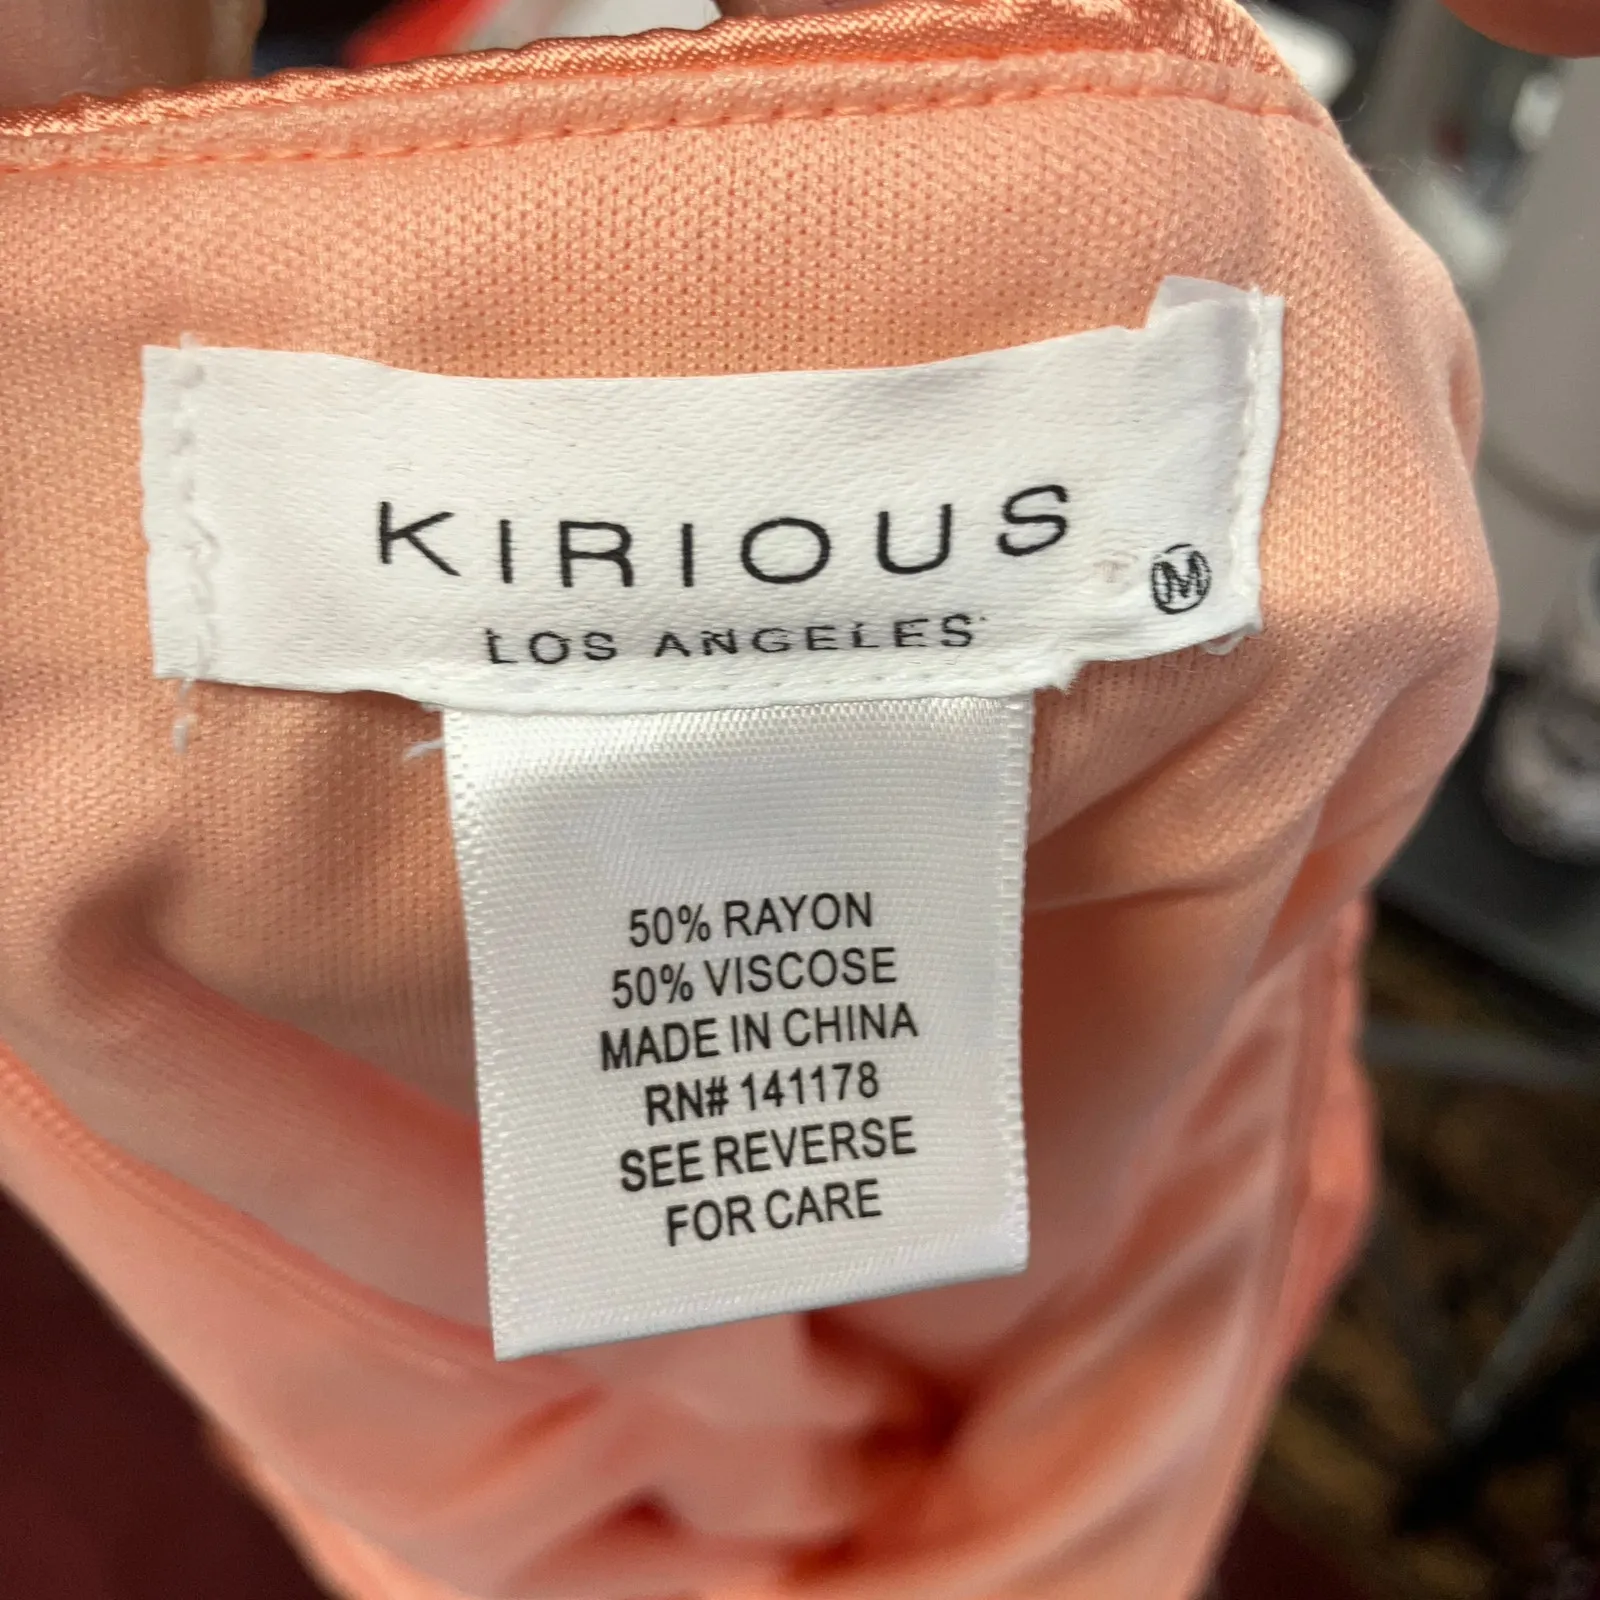 KIRIOUS
LOS ANGELES
M
50% RAYON
50% VISCOSE
MADE IN CHINA
RN# 141178
SEE REVERSE
FOR CARE